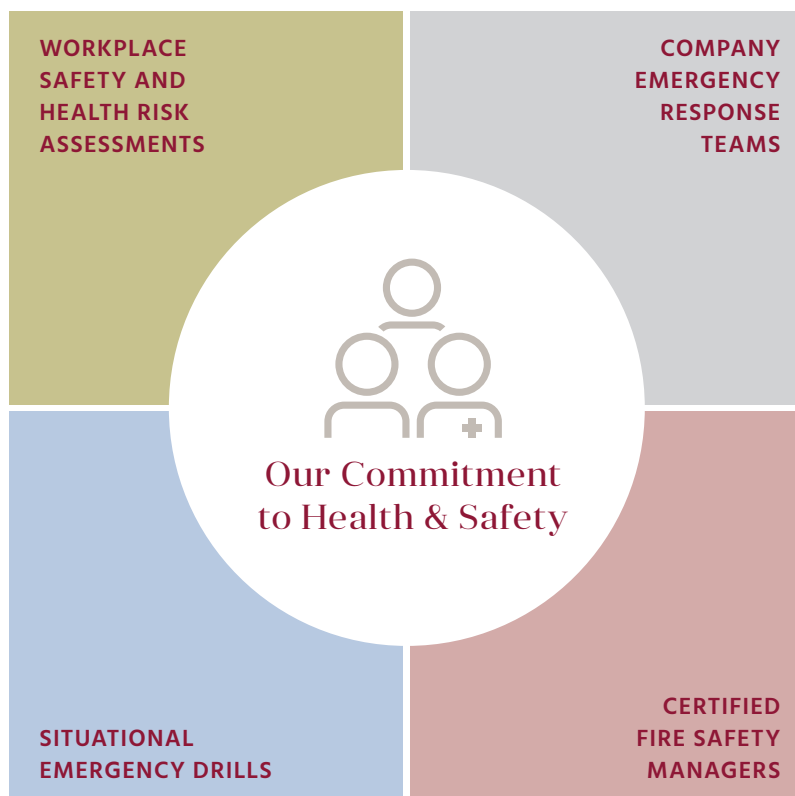 WORKPLACE
SAFETY AND
HEALTH RISK
ASSESSMENTS
COMPANY
EMERGENCY
RESPONSE
TEAMS
Our Commitment
to Health & Safety
SITUATIONAL
EMERGENCY DRILLS
CERTIFIED
FIRE SAFETY
MANAGERS